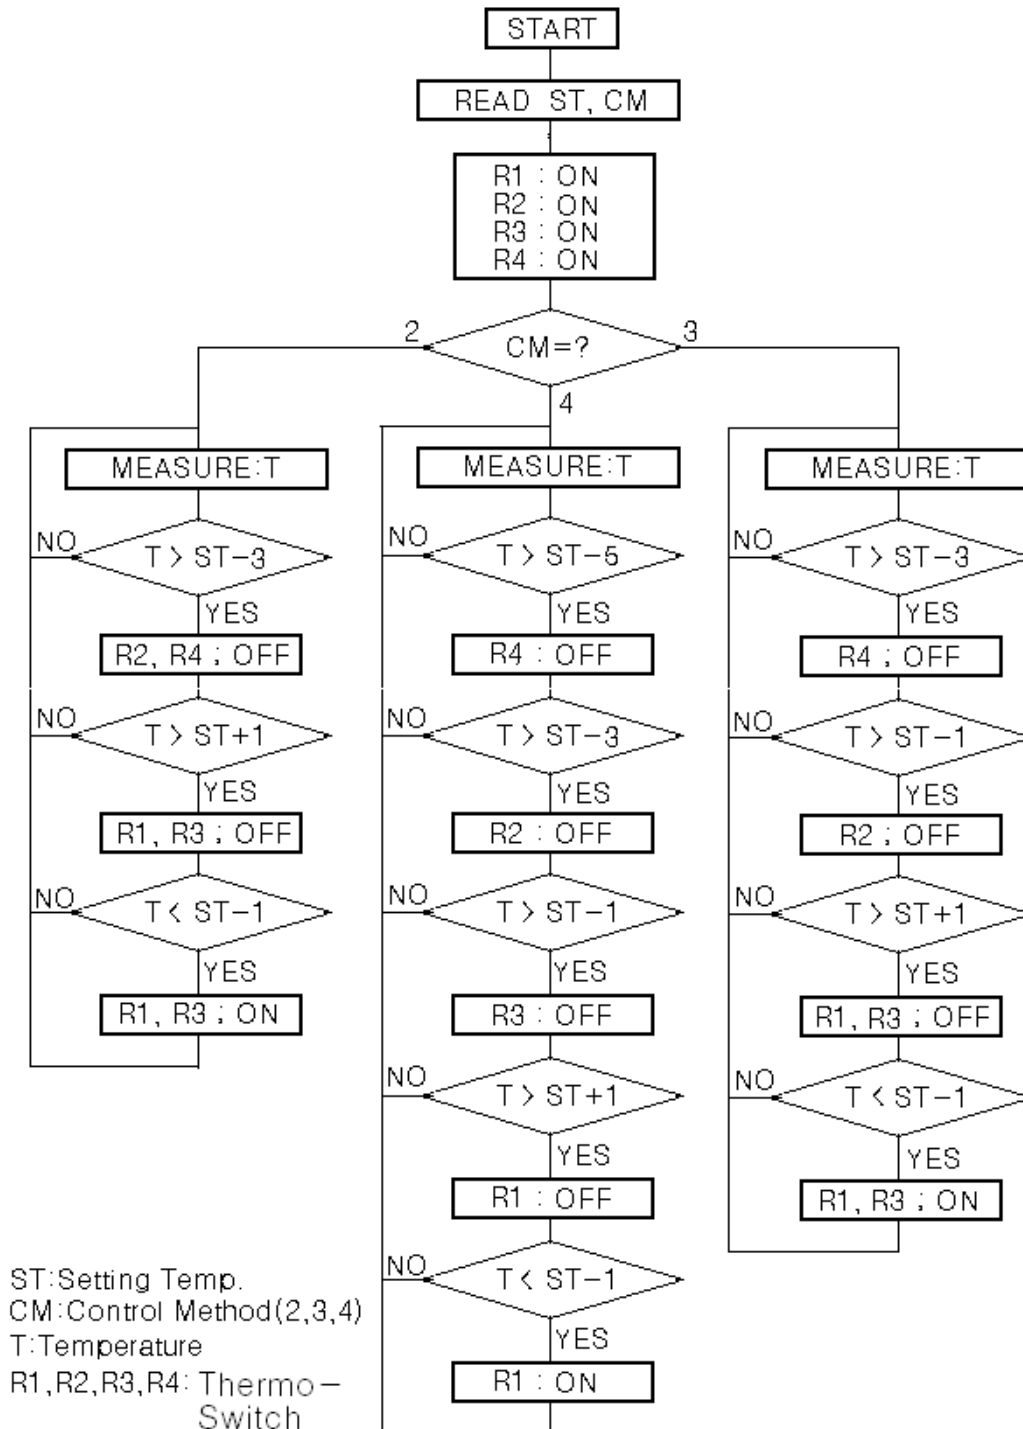 START
READ ST, CM
R1 : ON
R2 : ON
R3 : ON
R4 : ON
CM=?
2
3
4
MEASURE:T
NO
T > ST-3
YES
R2, R4 ; OFF
NO
T > ST+1
YES
R1, R3 ; OFF
NO
T < ST-1
YES
R1, R3 ; ON
MEASURE:T
NO
T > ST-5
YES
R4 : OFF
NO
T > ST-3
YES
R2 : OFF
NO
T > ST-1
YES
R3 : OFF
NO
T > ST+1
YES
R1 : OFF
NO
T < ST-1
YES
R1 : ON
MEASURE:T
NO
T > ST-3
YES
R4 ; OFF
NO
T > ST-1
YES
R2 ; OFF
NO
T > ST+1
YES
R1, R3 ; OFF
NO
T < ST-1
YES
R1, R3 ; ON
ST:Setting Temp.
CM:Control Method(2,3,4)
T:Temperature
R1,R2,R3,R4: Thermo-
Switch